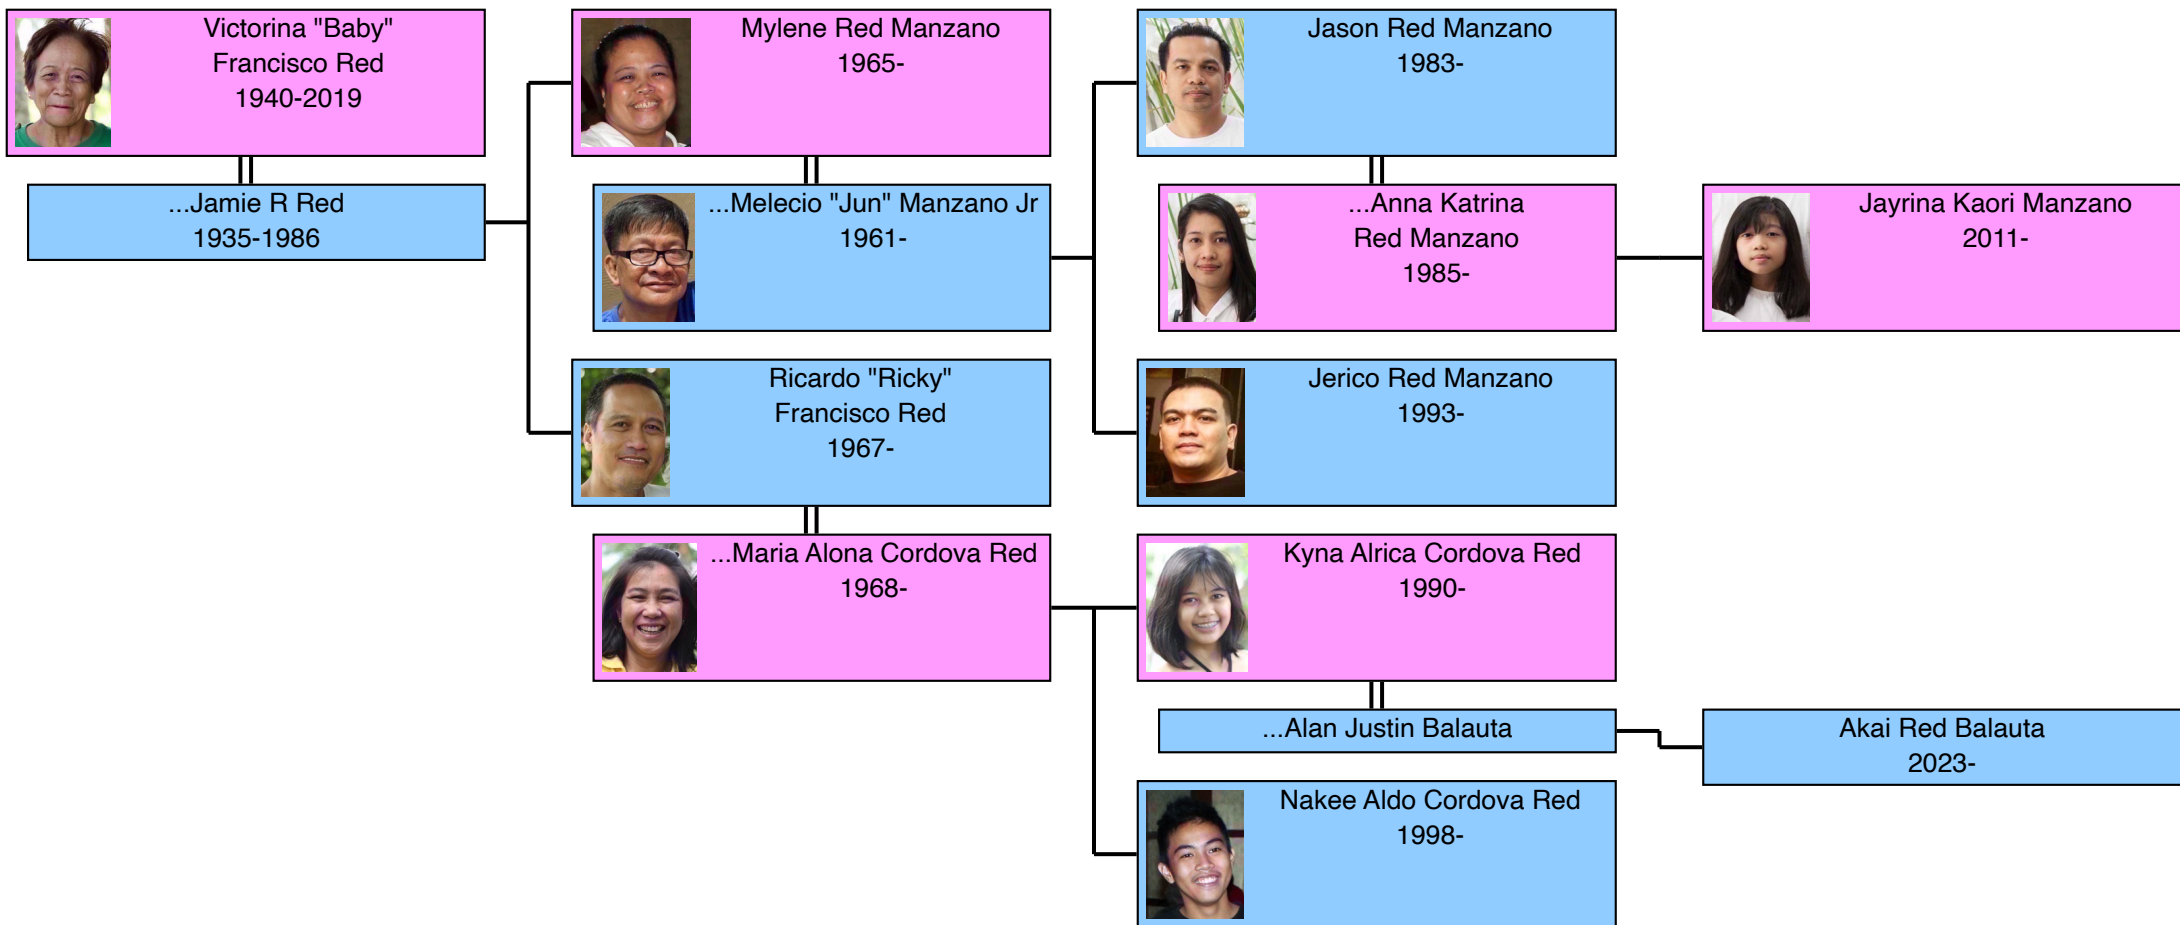 Victorina "Baby"
Francisco Red
1940-2019
...Jamie R Red
1935-1986
Mylene Red Manzano
1965-
...Melecio "Jun" Manzano Jr
1961-
Ricardo "Ricky"
Francisco Red
1967-
...Maria Alona Cordova Red
1968-
Jason Red Manzano
1983-
...Anna Katrina
Red Manzano
1985-
Jerico Red Manzano
1993-
Kyna Alrica Cordova Red
1990-
...Alan Justin Balauta
Nakee Aldo Cordova Red
1998-
Jayrina Kaori Manzano
2011-
Akai Red Balauta
2023-